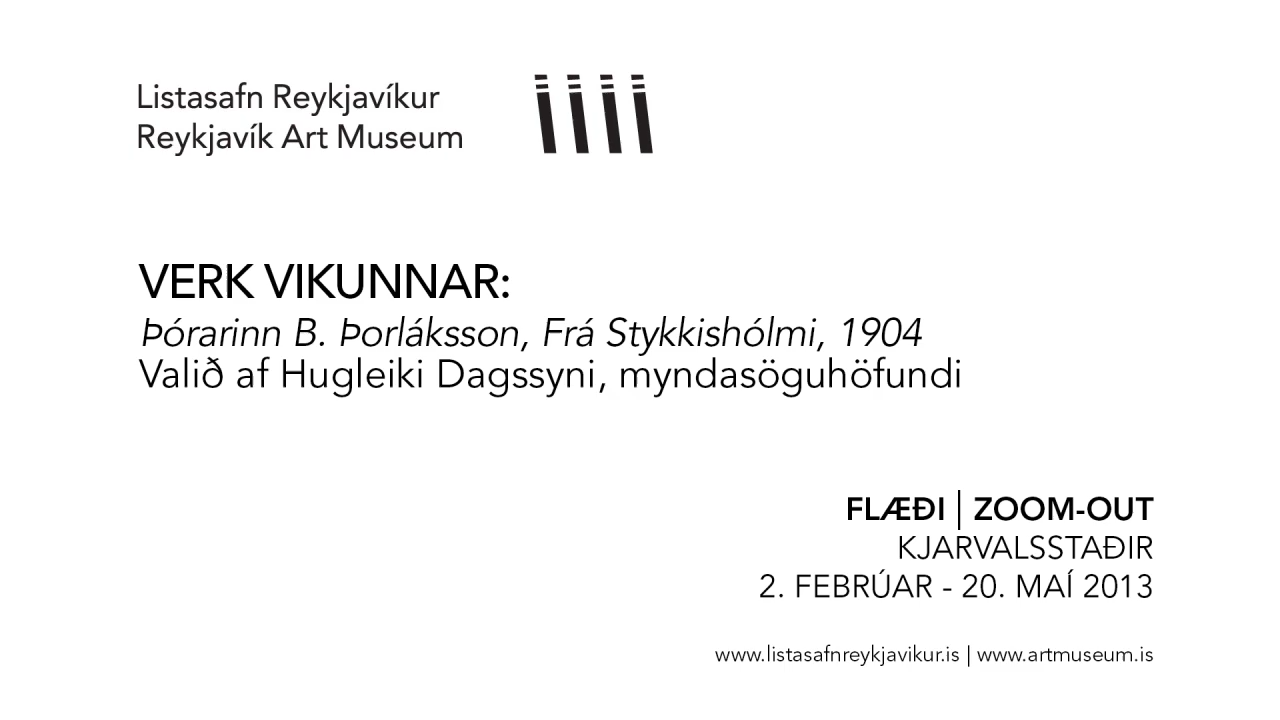 Listasafn Reykjavíkur
Reykjavík Art Museum
VERK VIKUNNAR:
Þórarinn B. Þorláksson, Frá Stykkishólmi, 1904
Valið af Hugleiki Dagssyni, myndasöguhöfundi
FLÆÐI | ZOOM-OUT
KJARVALSSTAÐIR
2. FEBRÚAR - 20. MAÍ 2013
www.listasafnreykjavikur.is | www.artmuseum.is